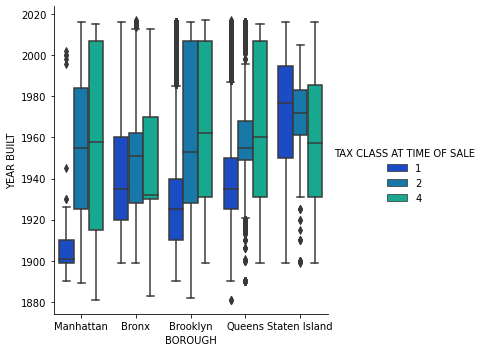 2020
2000
1980
1960
1940
1920
1900
1880
YEAR BUILT
Manhattan Bronx Brooklyn Queens Staten Island
BOROUGH
TAX CLASS AT TIME OF SALE
1
2
4